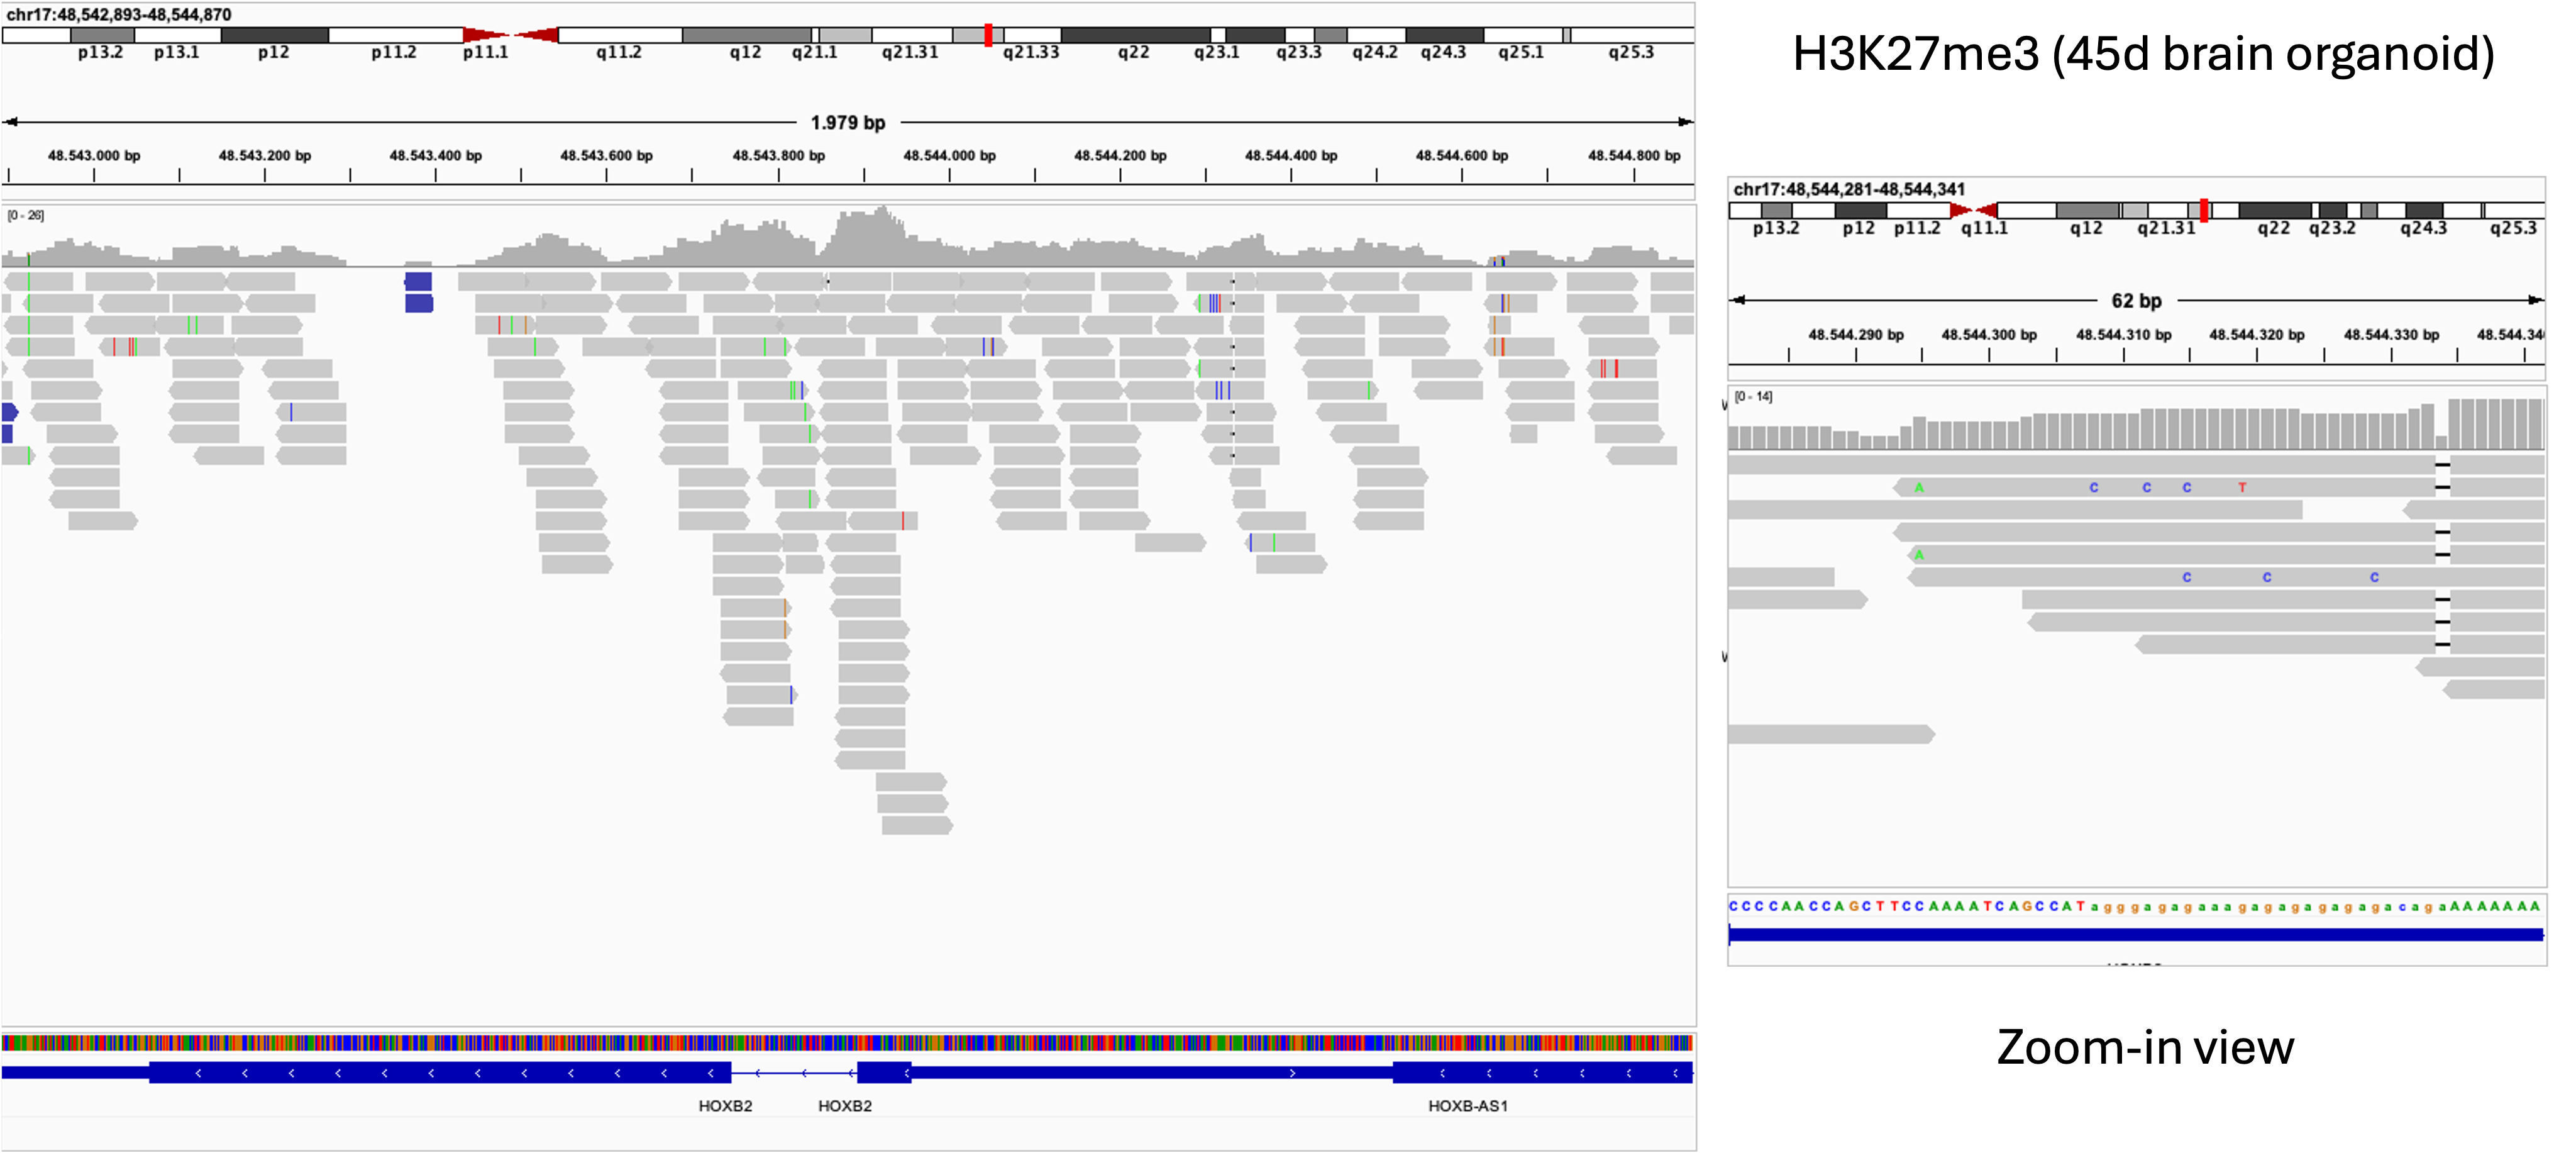 chr17:48,542,893-48,544,870
p13.2 p13.1 p12 p11.2 p11.1 q11.2 q12 q21.1 q21.31 q21.33 q22 q23.1 q23.3 q24.2 q24.3 q25.1 q25.3
1.979 bp
48.543.000 bp 48.543.200 bp 48.543.400 bp 48.543.600 bp 48.543.800 bp 48.544.000 bp 48.544.200 bp 48.544.400 bp 48.544.600 bp 48.544.800 bp
[0 - 26]
HOXB2 HOXB2 HOXB-AS1
H3K27me3 (45d brain organoid)
chr17:48,544,281-48,544,341
p13.2 p12 p11.2 q11.1 q12 q21.31 q22 q23.2 q24.3 q25.3
62 bp
48.544.290 bp 48.544.300 bp 48.544.310 bp 48.544.320 bp 48.544.330 bp 48.544.34
[0 - 14]
A C C C T
A
C C C
CCCCAACCAGCTTCCAAAATCAGCCATagggagagaaagagagagagagacagaAAAAAAA
Zoom-in view